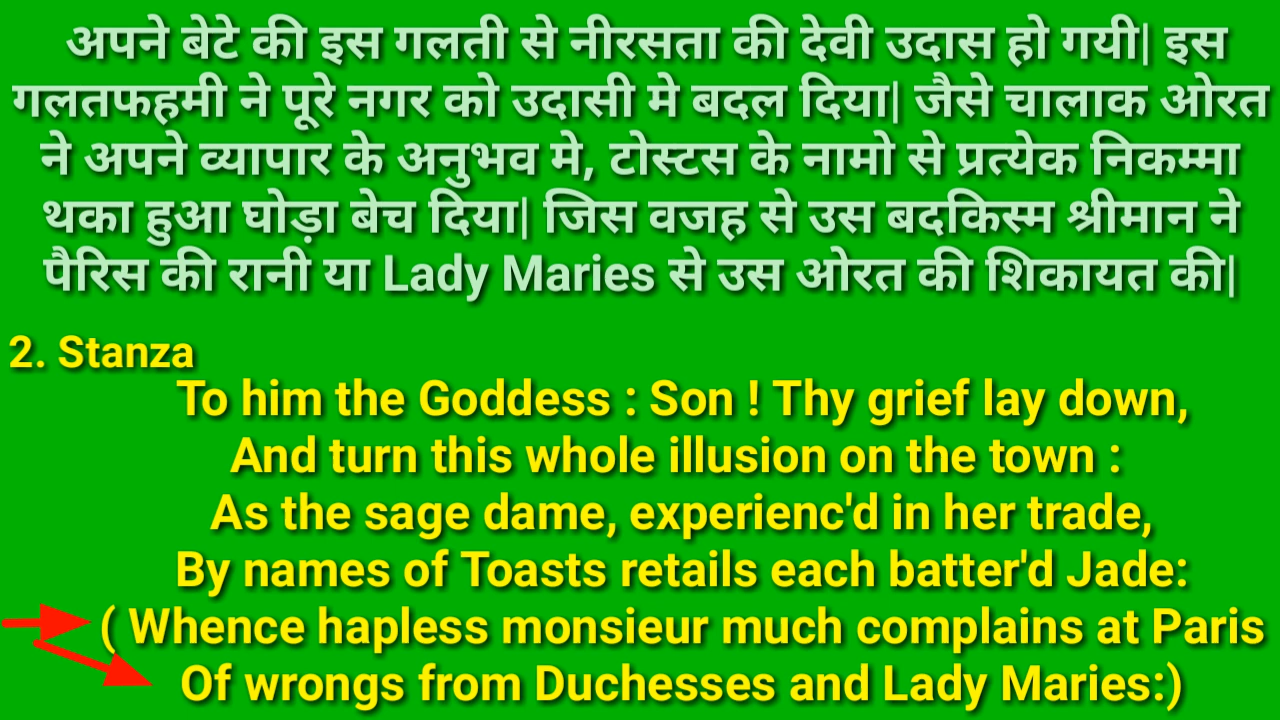 अपने बेटे की इस गलती से नीरसता की देवी उदास हो गयी| इस
गलतफहमी ने पूरे नगर को उदासी मे बदल दिया| जैसे चालाक ओरत
ने अपने व्यापार के अनुभव मे, टोस्टस के नामो से प्रत्येक निकम्मा
थका हुआ घोड़ा बेच दिया| जिस वजह से उस बदकिस्म श्रीमान ने
पैरिस की रानी या Lady Maries से उस ओरत की शिकायत की|
2. Stanza
To him the Goddess : Son ! Thy grief lay down,
And turn this whole illusion on the town :
As the sage dame, experienc'd in her trade,
By names of Toasts retails each batter'd Jade:
( Whence hapless monsieur much complains at Paris
Of wrongs from Duchesses and Lady Maries:)